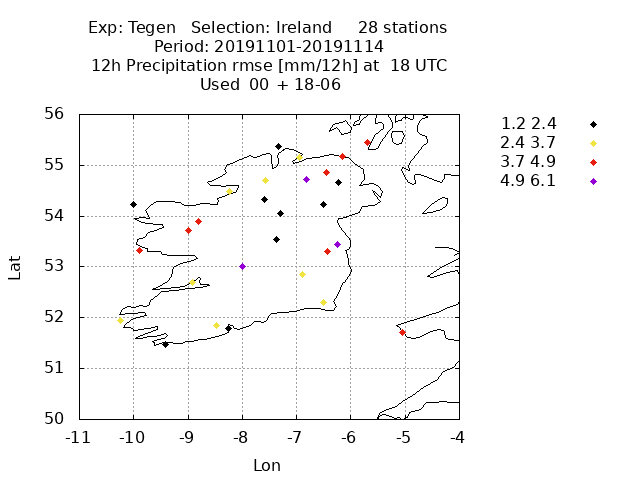 Exp: Tegen Selection: Ireland 28 stations
Period: 20191101-20191114
12h Precipitation rmse [mm/12h] at 18 UTC
Used 00 + 18-06
56
55
54
53
52
51
50
Lat
-11 -10 -9 -8 -7 -6 -5 -4
Lon
1.2 2.4
2.4 3.7
3.7 4.9
4.9 6.1